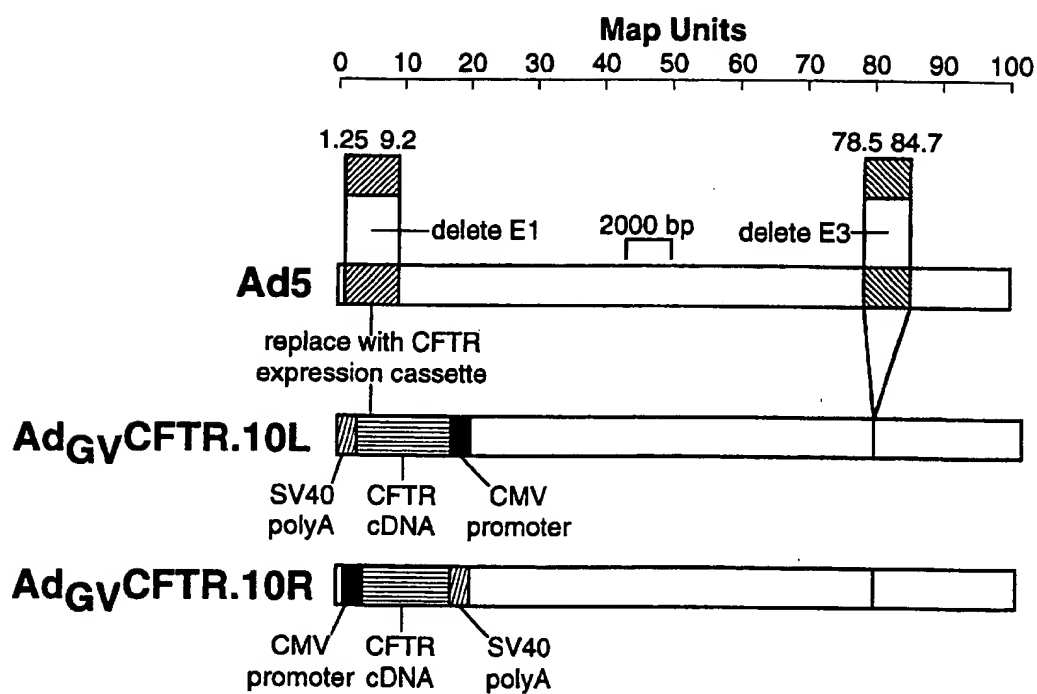 Map Units
0 10 20 30 40 50 60 70 80 90 100
1.25 9.2 78.5 84.7
delete E1 2000 bp delete E3
Ad5
replace with CFTR
expression cassette
AdGVCFTR.10L
SV40 CFTR CMV
polyA cDNA promoter
AdGVCFTR.10R
CMV CFTR SV40
promoter cDNA polyA